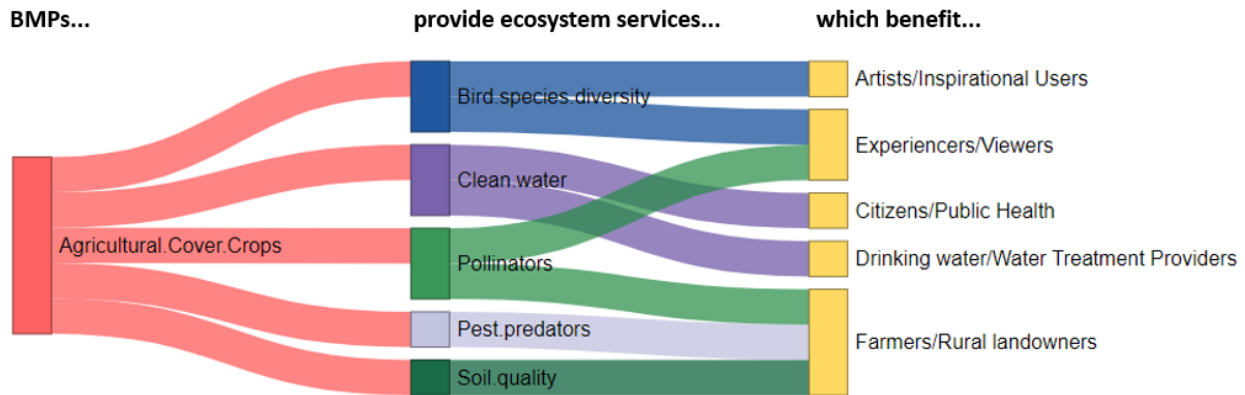 BMPs...
provide ecosystem services...
which benefit...
Agricultural.Cover.Crops
Bird.species.diversity
Clean.water
Pollinators
Pest.predators
Soil.quality
Artists/Inspirational Users
Experiencers/Viewers
Citizens/Public Health
Drinking water/Water Treatment Providers
Farmers/Rural landowners